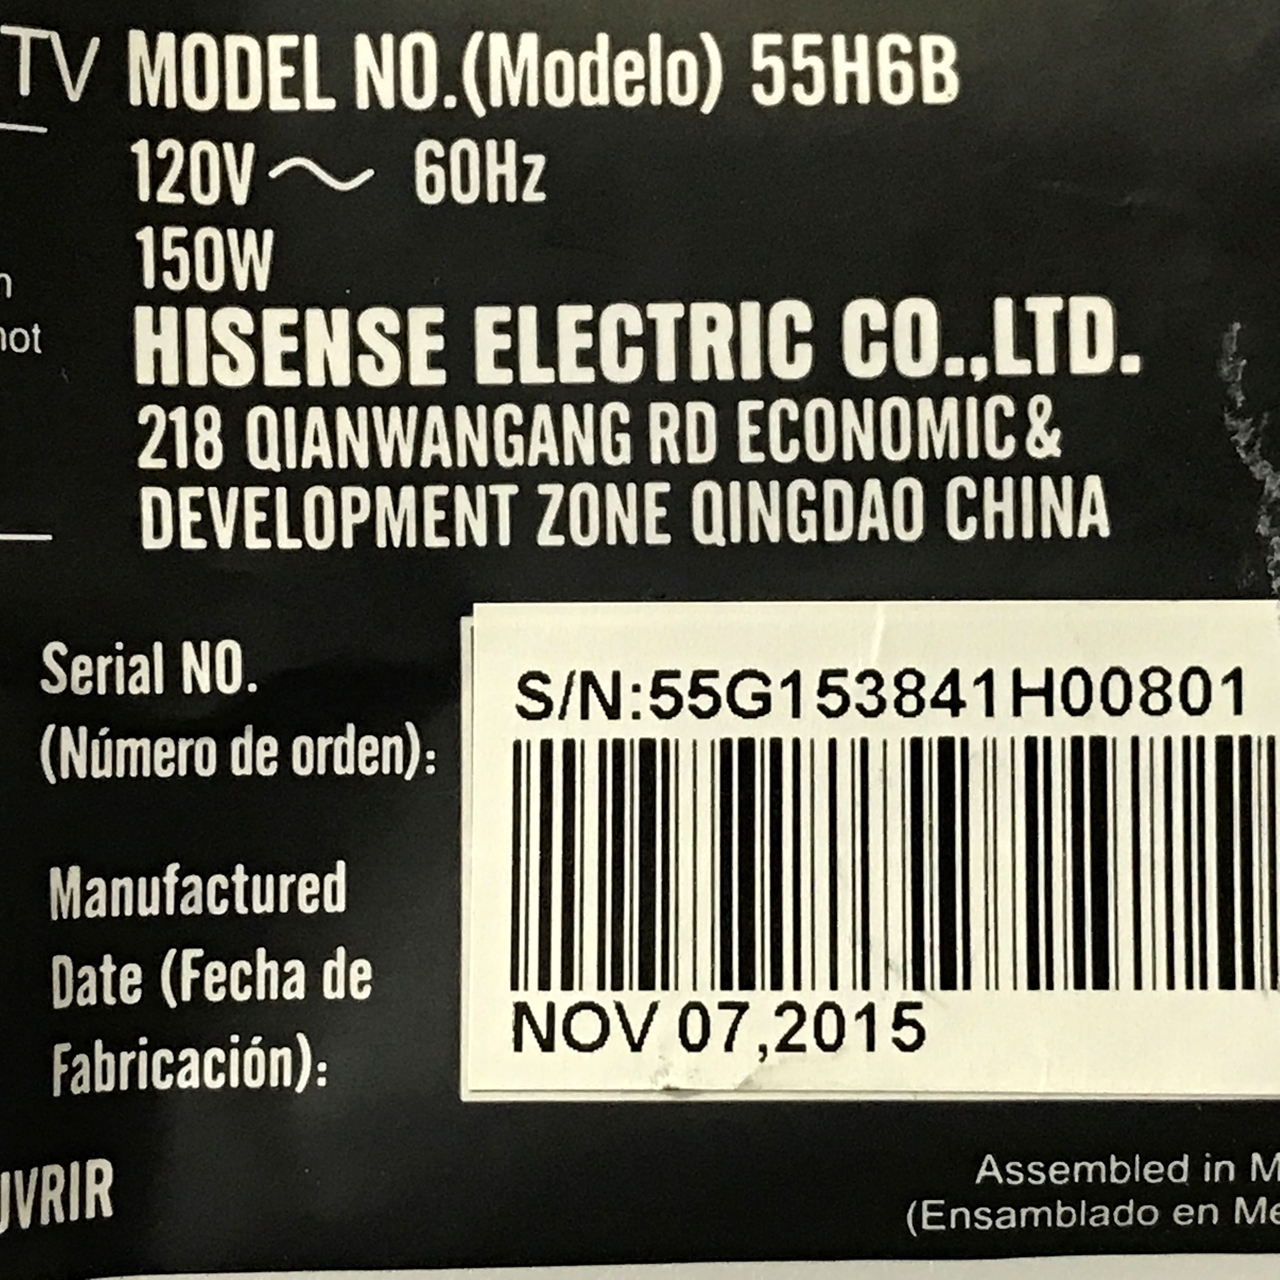 TV MODEL NO.(Modelo) 55H6B
120V～ 60Hz
150W
not
HISENSE ELECTRIC CO.,LTD.
218 QIANWANGANG RD ECONOMIC&
DEVELOPMENT ZONE QINGDAO CHINA
Serial NO.
(Número de orden):
S/N:55G153841H00801
Manufactured
Date (Fecha de
Fabricación):
NOV 07,2015
Assembled in
(Ensamblado en